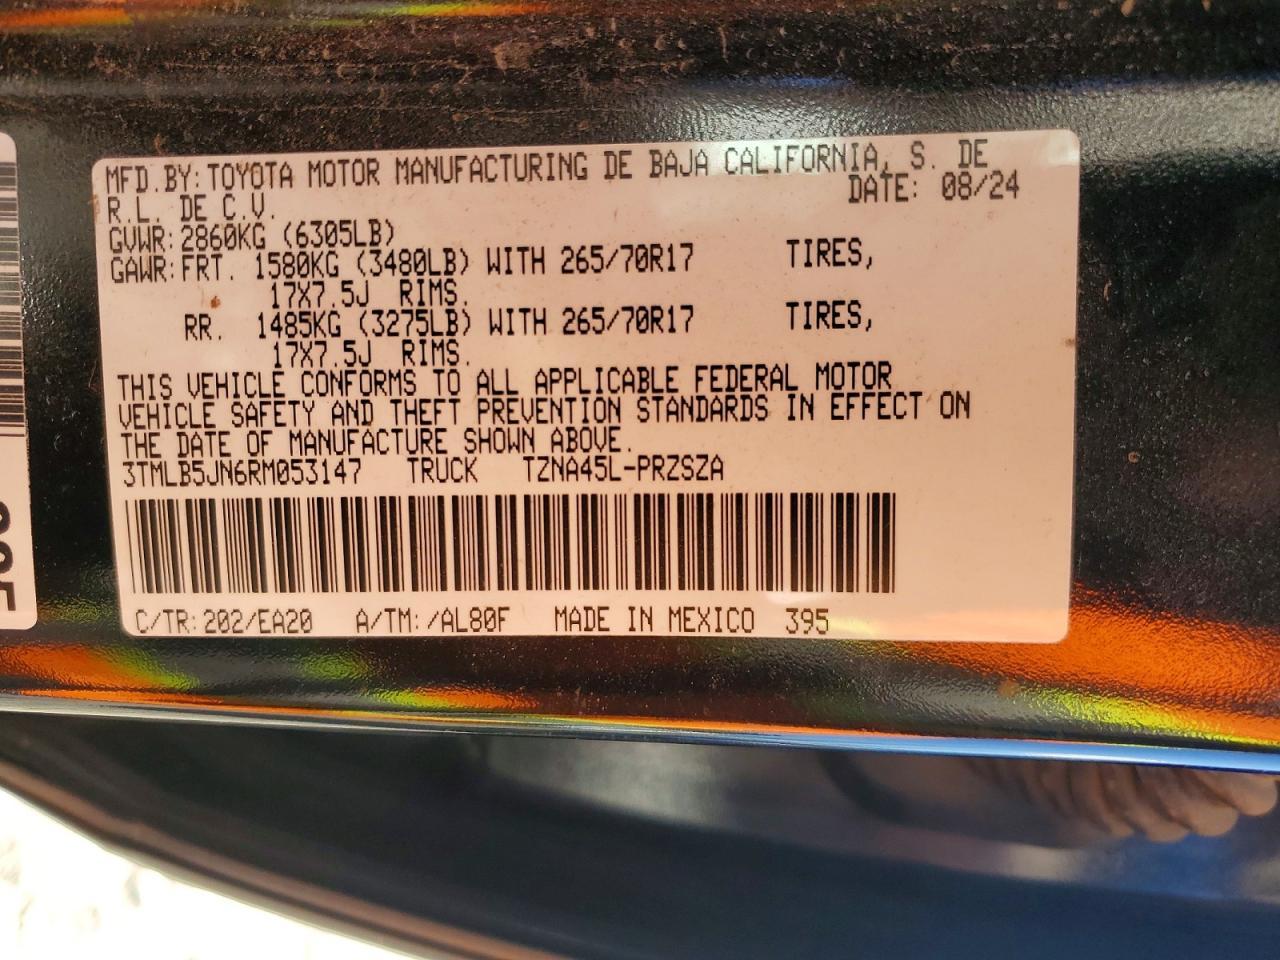 MFD.BY: TOYOTA MOTOR MANUFACTURING DE BAJA CALIFORNIA, S. DE
R.L. DE C.V. DATE: 08/24
GVWR: 2860KG (6305LB)
GAWR: FRT. 1580KG (3480LB) WITH 265/70R17 TIRES,
17X7.5J RIMS.
RR. 1485KG (3275LB) WITH 265/70R17 TIRES,
17X7.5J RIMS.
THIS VEHICLE CONFORMS TO ALL APPLICABLE FEDERAL MOTOR
VEHICLE SAFETY AND THEFT PREVENTION STANDARDS IN EFFECT ON
THE DATE OF MANUFACTURE SHOWN ABOVE.
3TMLB5JN6RM053147 TRUCK TZNA45L-PRZSZA
C/TR: 202/EA20 A/TM: /AL80F MADE IN MEXICO 395